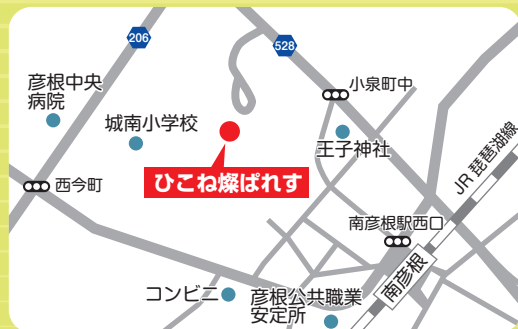 206
528
彦根中央
病院
城南小学校
小泉町中
王子神社
ひこね燦ぱれす
西今町
JR琵琶湖線
南彦根駅西口
南彦根
コンビニ
彦根公共職業
安定所